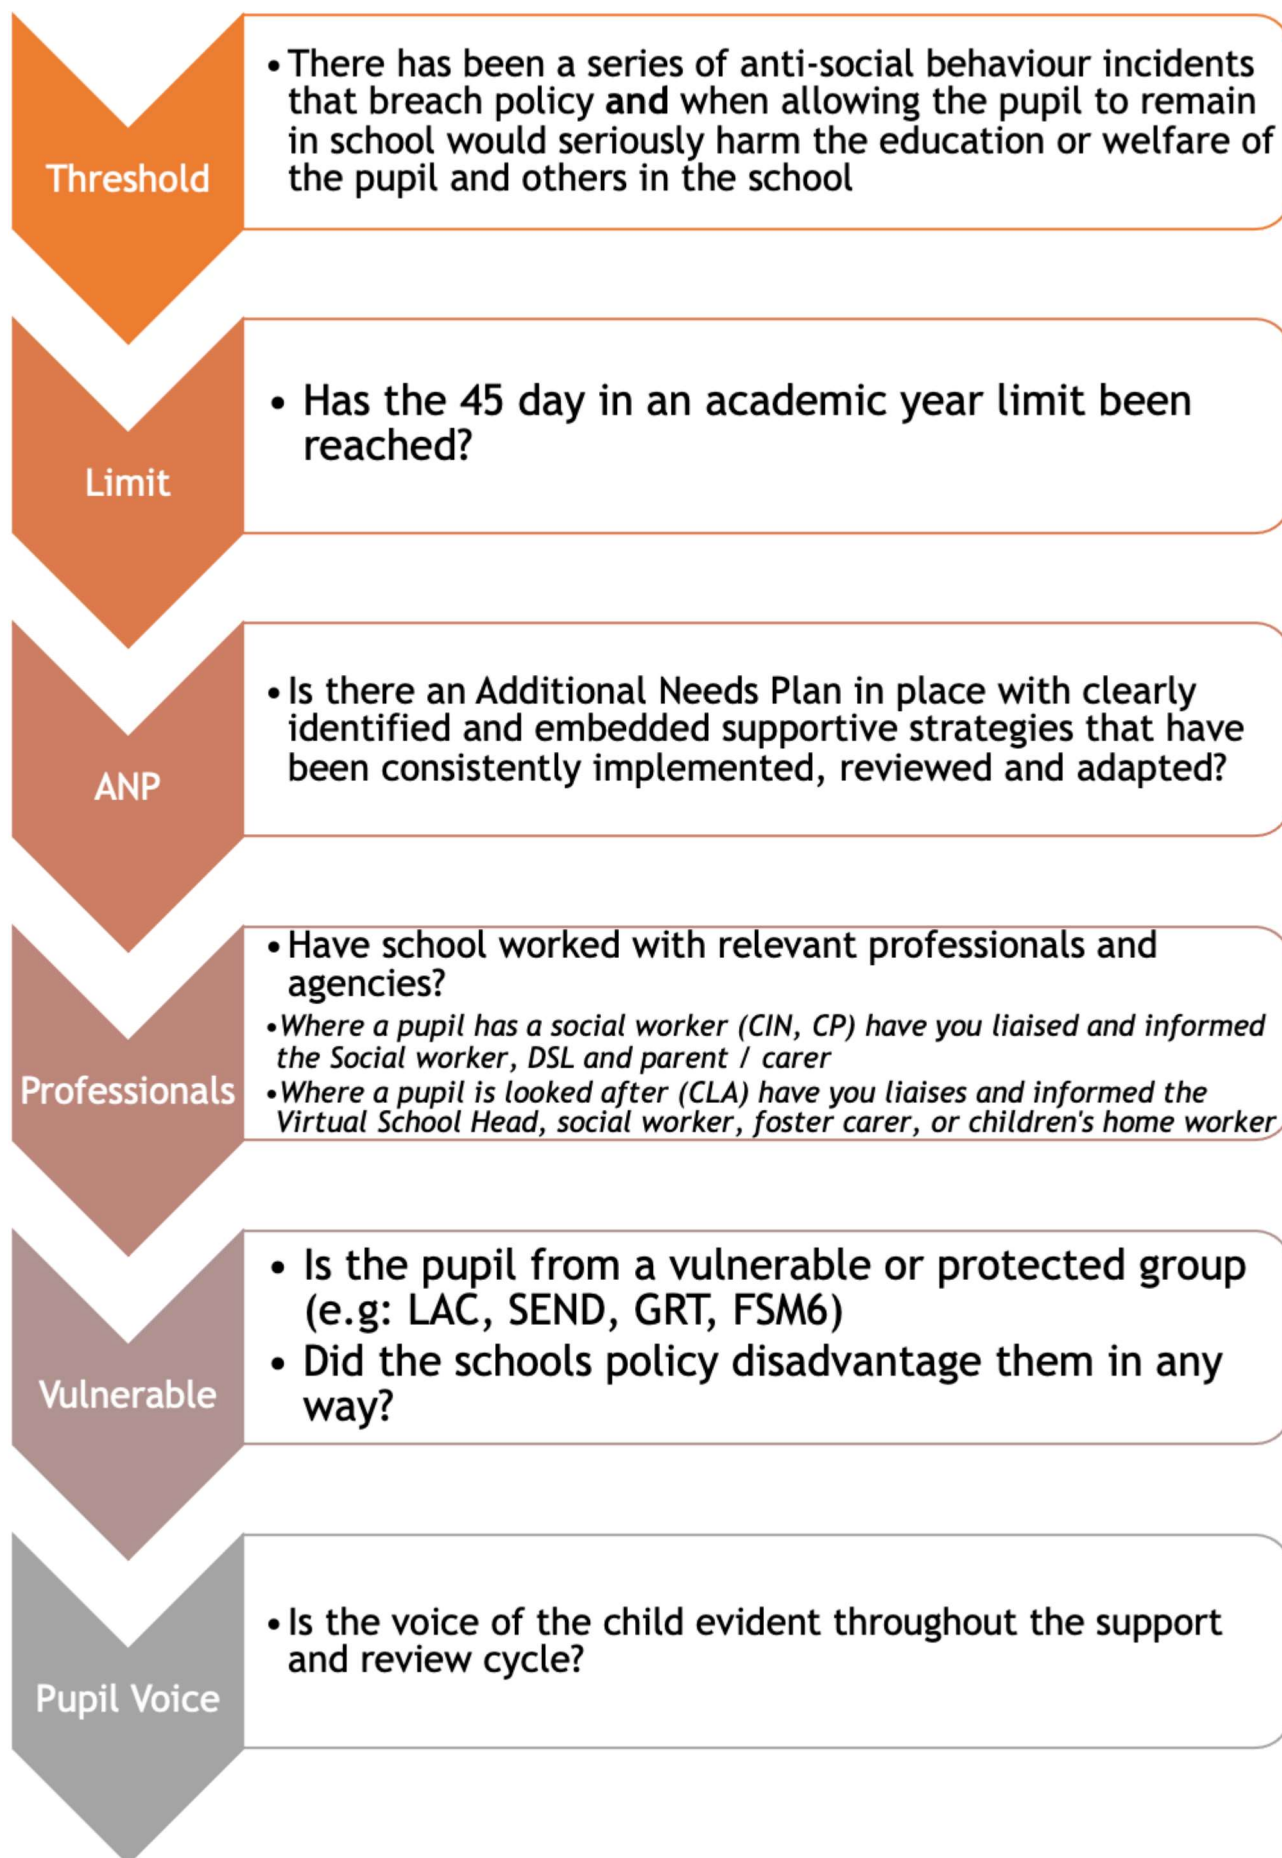 Threshold
• There has been a series of anti-social behaviour incidents
that breach policy and when allowing the pupil to remain
in school would seriously harm the education or welfare of
the pupil and others in the school
Limit
• Has the 45 day in an academic year limit been
reached?
ANP
• Is there an Additional Needs Plan in place with clearly
identified and embedded supportive strategies that have
been consistently implemented, reviewed and adapted?
Professionals
• Have school worked with relevant professionals and
agencies?
• Where a pupil has a social worker (CIN, CP) have you liaised and informed
the Social worker, DSL and parent / carer
• Where a pupil is looked after (CLA) have you liaises and informed the
Virtual School Head, social worker, foster carer, or children's home worker
Vulnerable
• Is the pupil from a vulnerable or protected group
(e.g: LAC, SEND, GRT, FSM6)
• Did the schools policy disadvantage them in any
way?
Pupil Voice
• Is the voice of the child evident throughout the support
and review cycle?